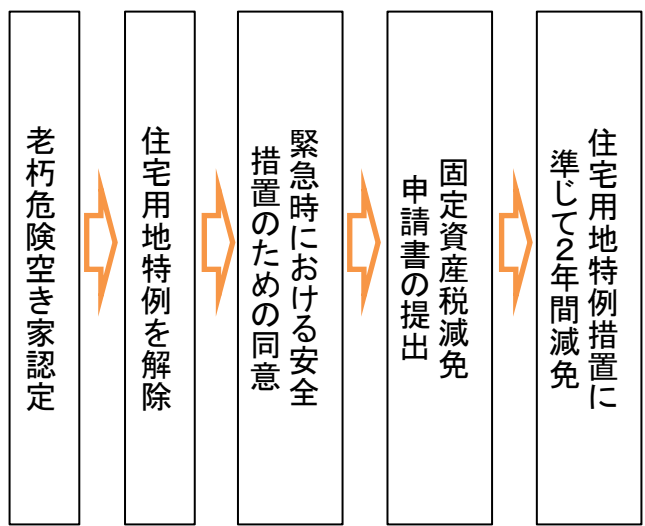 老朽危険空き家認定
住宅用地特例を解除
緊急時における安全
措置のための同意
固定資産税減免
申請書の提出
住宅用地特例措置に
準じて２年間減免